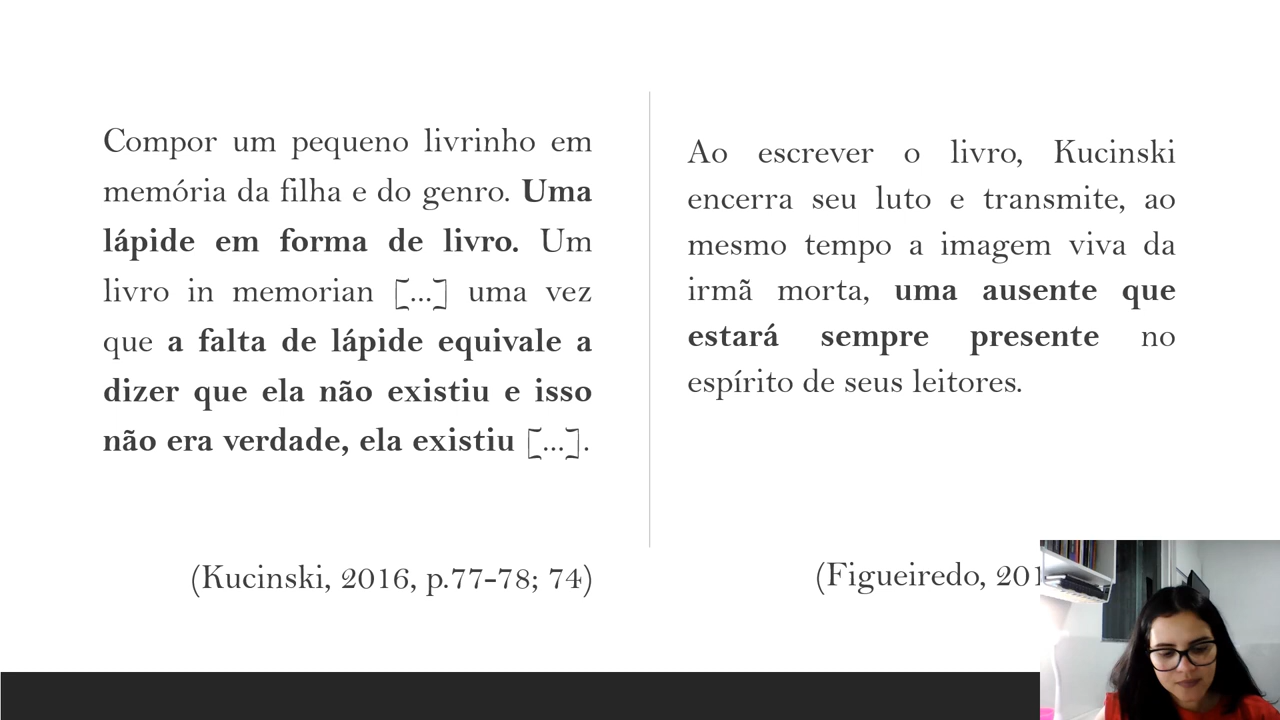 Compor um pequeno livrinho em
memória da filha e do genro. Uma
lápide em forma de livro. Um
livro in memorian [...] uma vez
que a falta de lápide equivale a
dizer que ela não existiu e isso
não era verdade, ela existiu [...].
(Kucinski, 2016, p.77-78; 74)
Ao escrever o livro, Kucinski
encerra seu luto e transmite, ao
mesmo tempo a imagem viva da
irmã morta, uma ausente que
estará sempre presente no
espírito de seus leitores.
(Figueiredo,